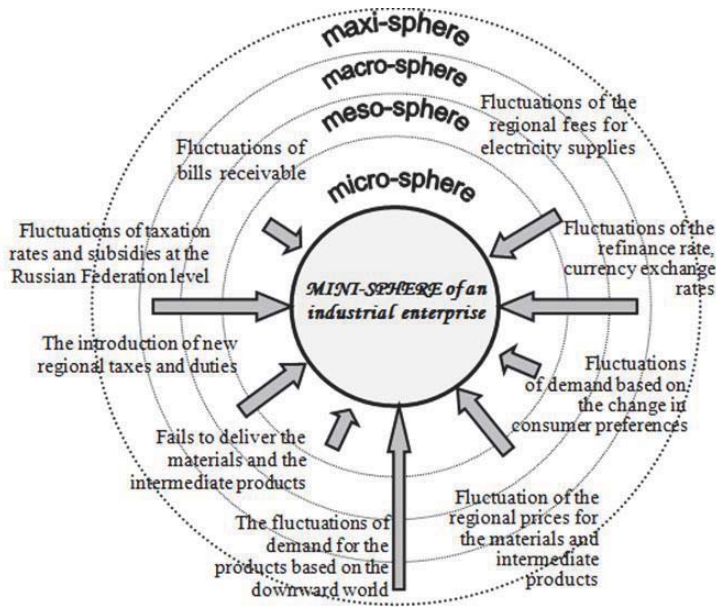 maxi-sphere
macro-sphere
meso-sphere
micro-sphere
Fluctuations of the
regional fees for
electricity supplies
Fluctuations of
bills receivable
Fluctuations of taxation
rates and subsidies at the
Russian Federation level
Fluctuations of the
refinance rate,
currency exchange
rates
MINI-SPHERE of an
industrial enterprise
The introduction of new
regional taxes and duties
Fluctuations
of demand based on
the change in
consumer preferences
Fails to deliver the
materials and the
intermediate products
Fluctuation of the
regional prices for
the materials and
intermediate
products
The fluctuations of
demand for the
products based on the
downward world